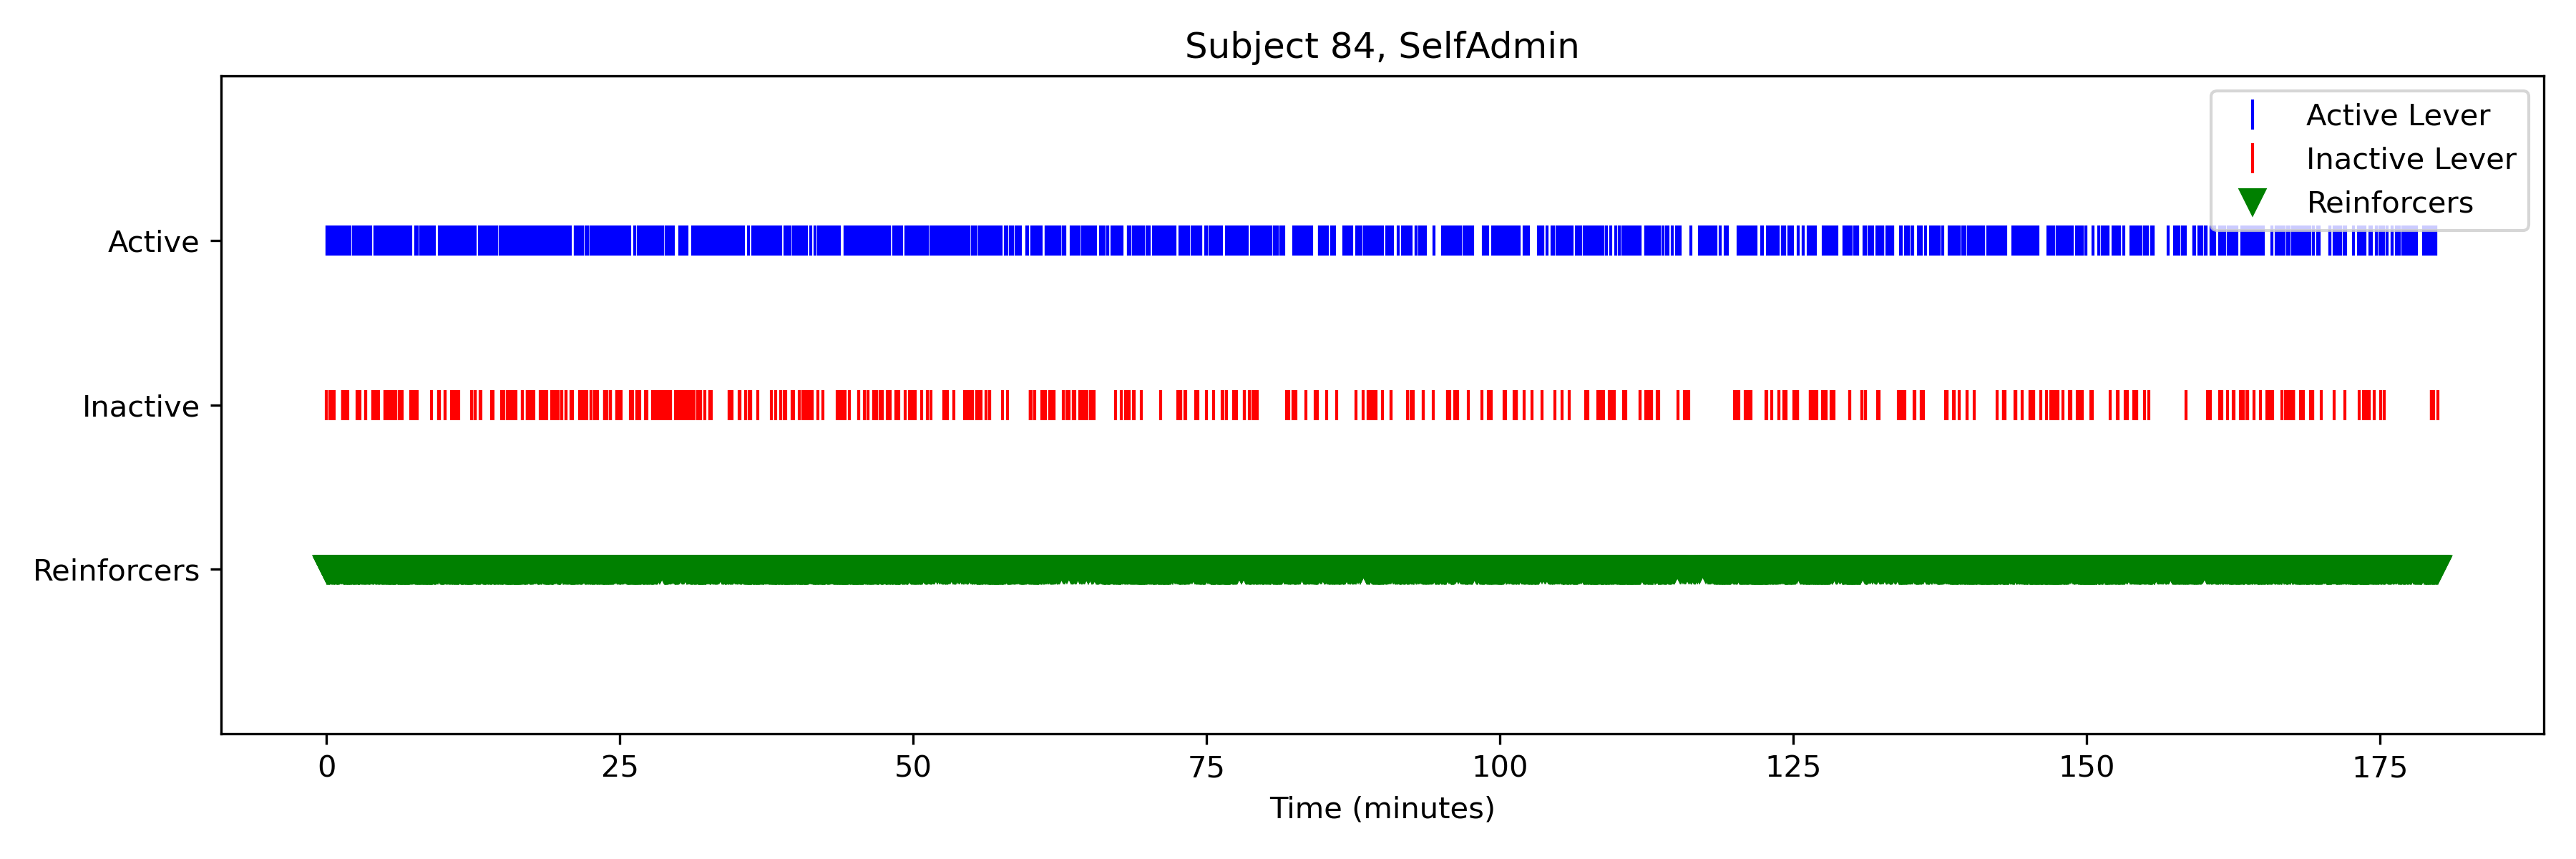 Subject 84, SelfAdmin
Active Lever
Inactive Lever
Reinforcers
Active
Inactive
Reinforcers
0 25 50 75 100 125 150 175
Time (minutes)